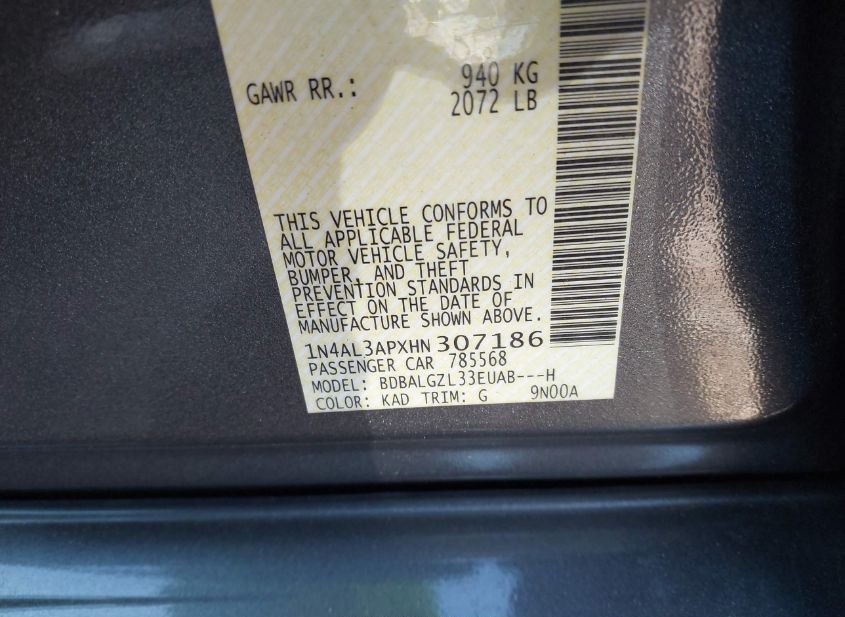 GAWR RR.: 940 KG
2072 LB
THIS VEHICLE CONFORMS TO
ALL APPLICABLE FEDERAL
MOTOR VEHICLE SAFETY,
BUMPER, AND THEFT
PREVENTION STANDARDS IN
EFFECT ON THE DATE OF
MANUFACTURE SHOWN ABOVE.
1N4AL3APXHN307186
PASSENGER CAR 785568
MODEL: BDBALGZL33EUAB---H
COLOR: KAD TRIM: G 9N00A